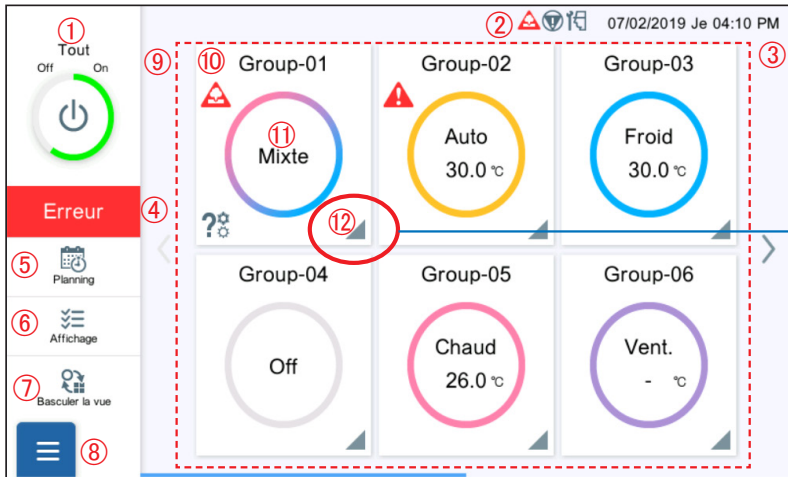 ①
Tout
Off On
② 07/02/2019 Je 04:10 PM
③
Erreur
④
⑤
Planning
⑥
Affichage
⑦
Basculer la vue
⑧
⑨
⑩
Group-01
⑪
Mixte
?
⑫
Group-02
Auto
30.0 ℃
Group-03
Froid
30.0 ℃
Group-04
Off
Group-05
Chaud
26.0 ℃
Group-06
Vent.
- ℃